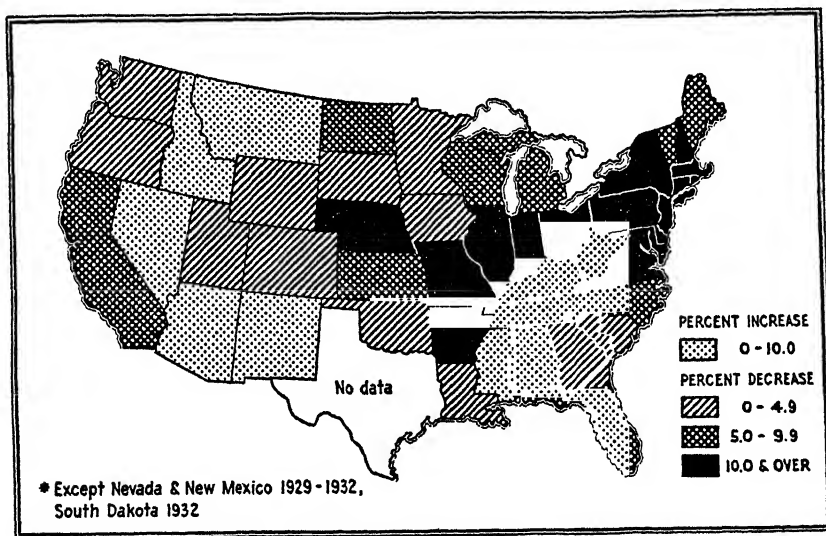 No data
PERCENT INCREASE
0 - 10.0
PERCENT DECREASE
0 - 4.9
5.0 - 9.9
10.0 & OVER
* Except Nevada & New Mexico 1929-1932,
South Dakota 1932